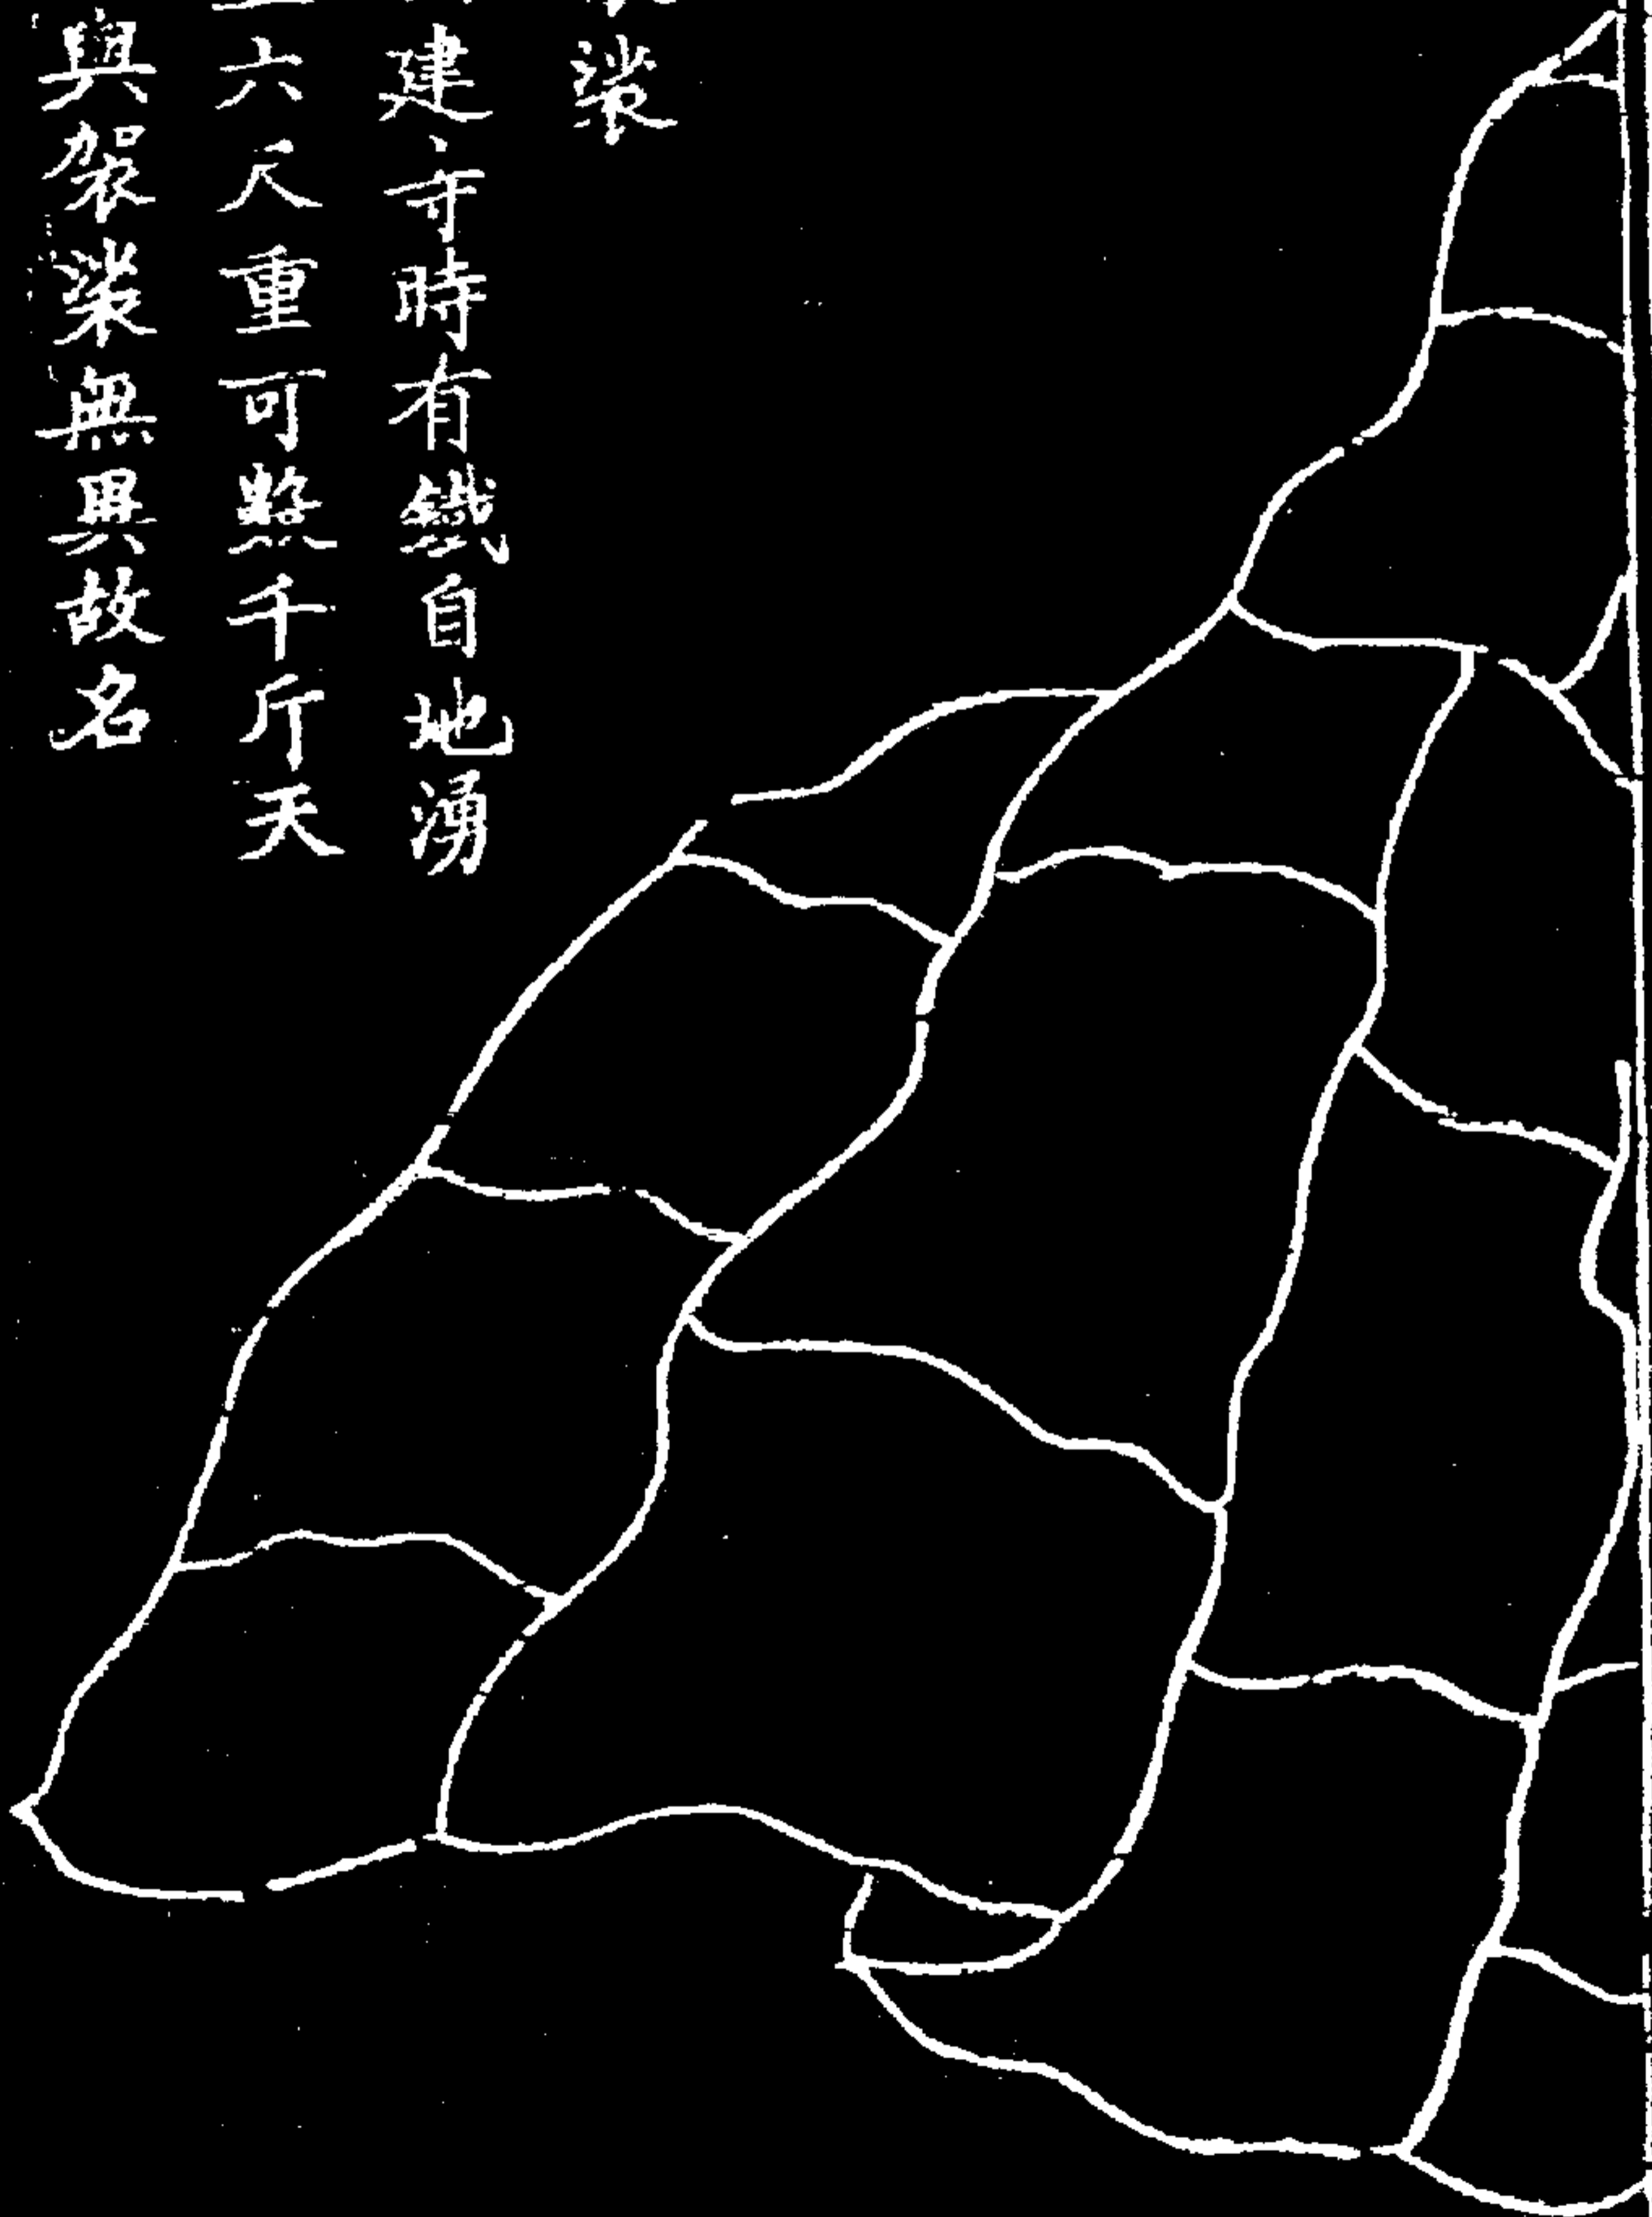 裟
建寺時有鐵自地湧
六尺重可數千斤天
與袈裟無異故名